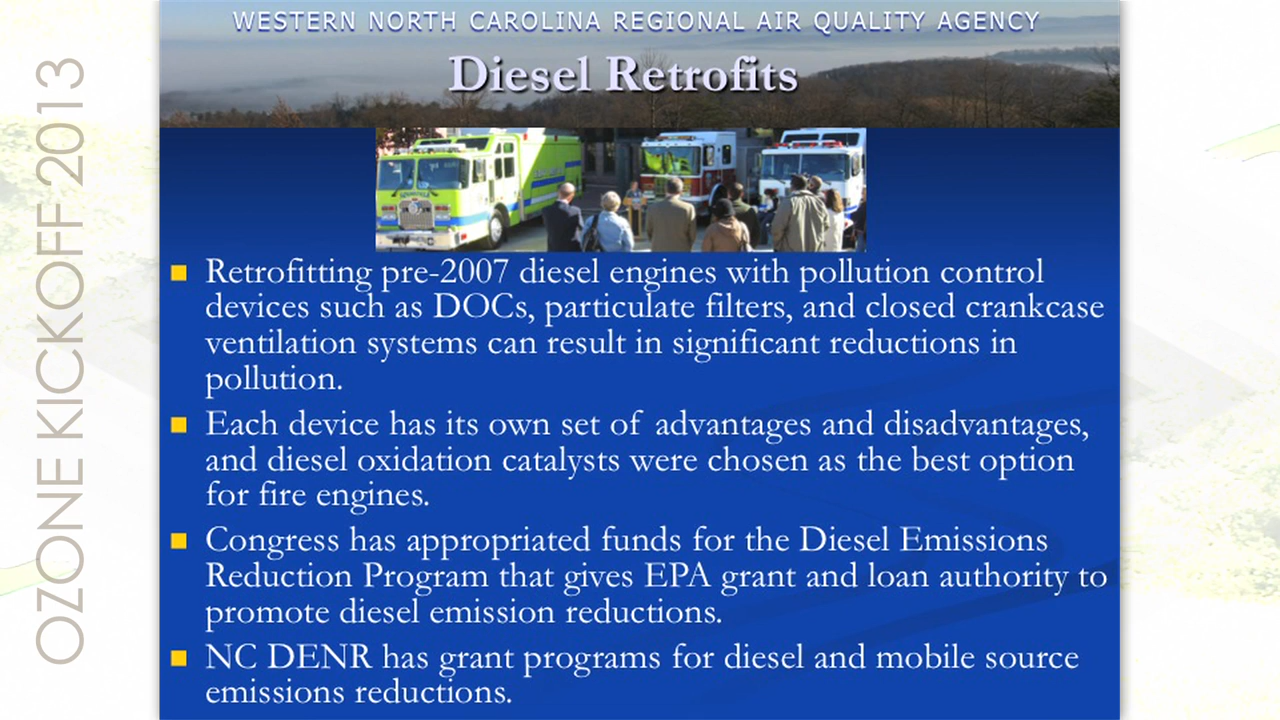 OZONE KICKOFF 2013
WESTERN NORTH CAROLINA REGIONAL AIR QUALITY AGENCY
Diesel Retrofits
Retrofitting pre-2007 diesel engines with pollution control
devices such as DOCs, particulate filters, and closed crankcase
ventilation systems can result in significant reductions in
pollution.
Each device has its own set of advantages and disadvantages,
and diesel oxidation catalysts were chosen as the best option
for fire engines.
Congress has appropriated funds for the Diesel Emissions
Reduction Program that gives EPA grant and loan authority to
promote diesel emission reductions.
NC DENR has grant programs for diesel and mobile source
emissions reductions.